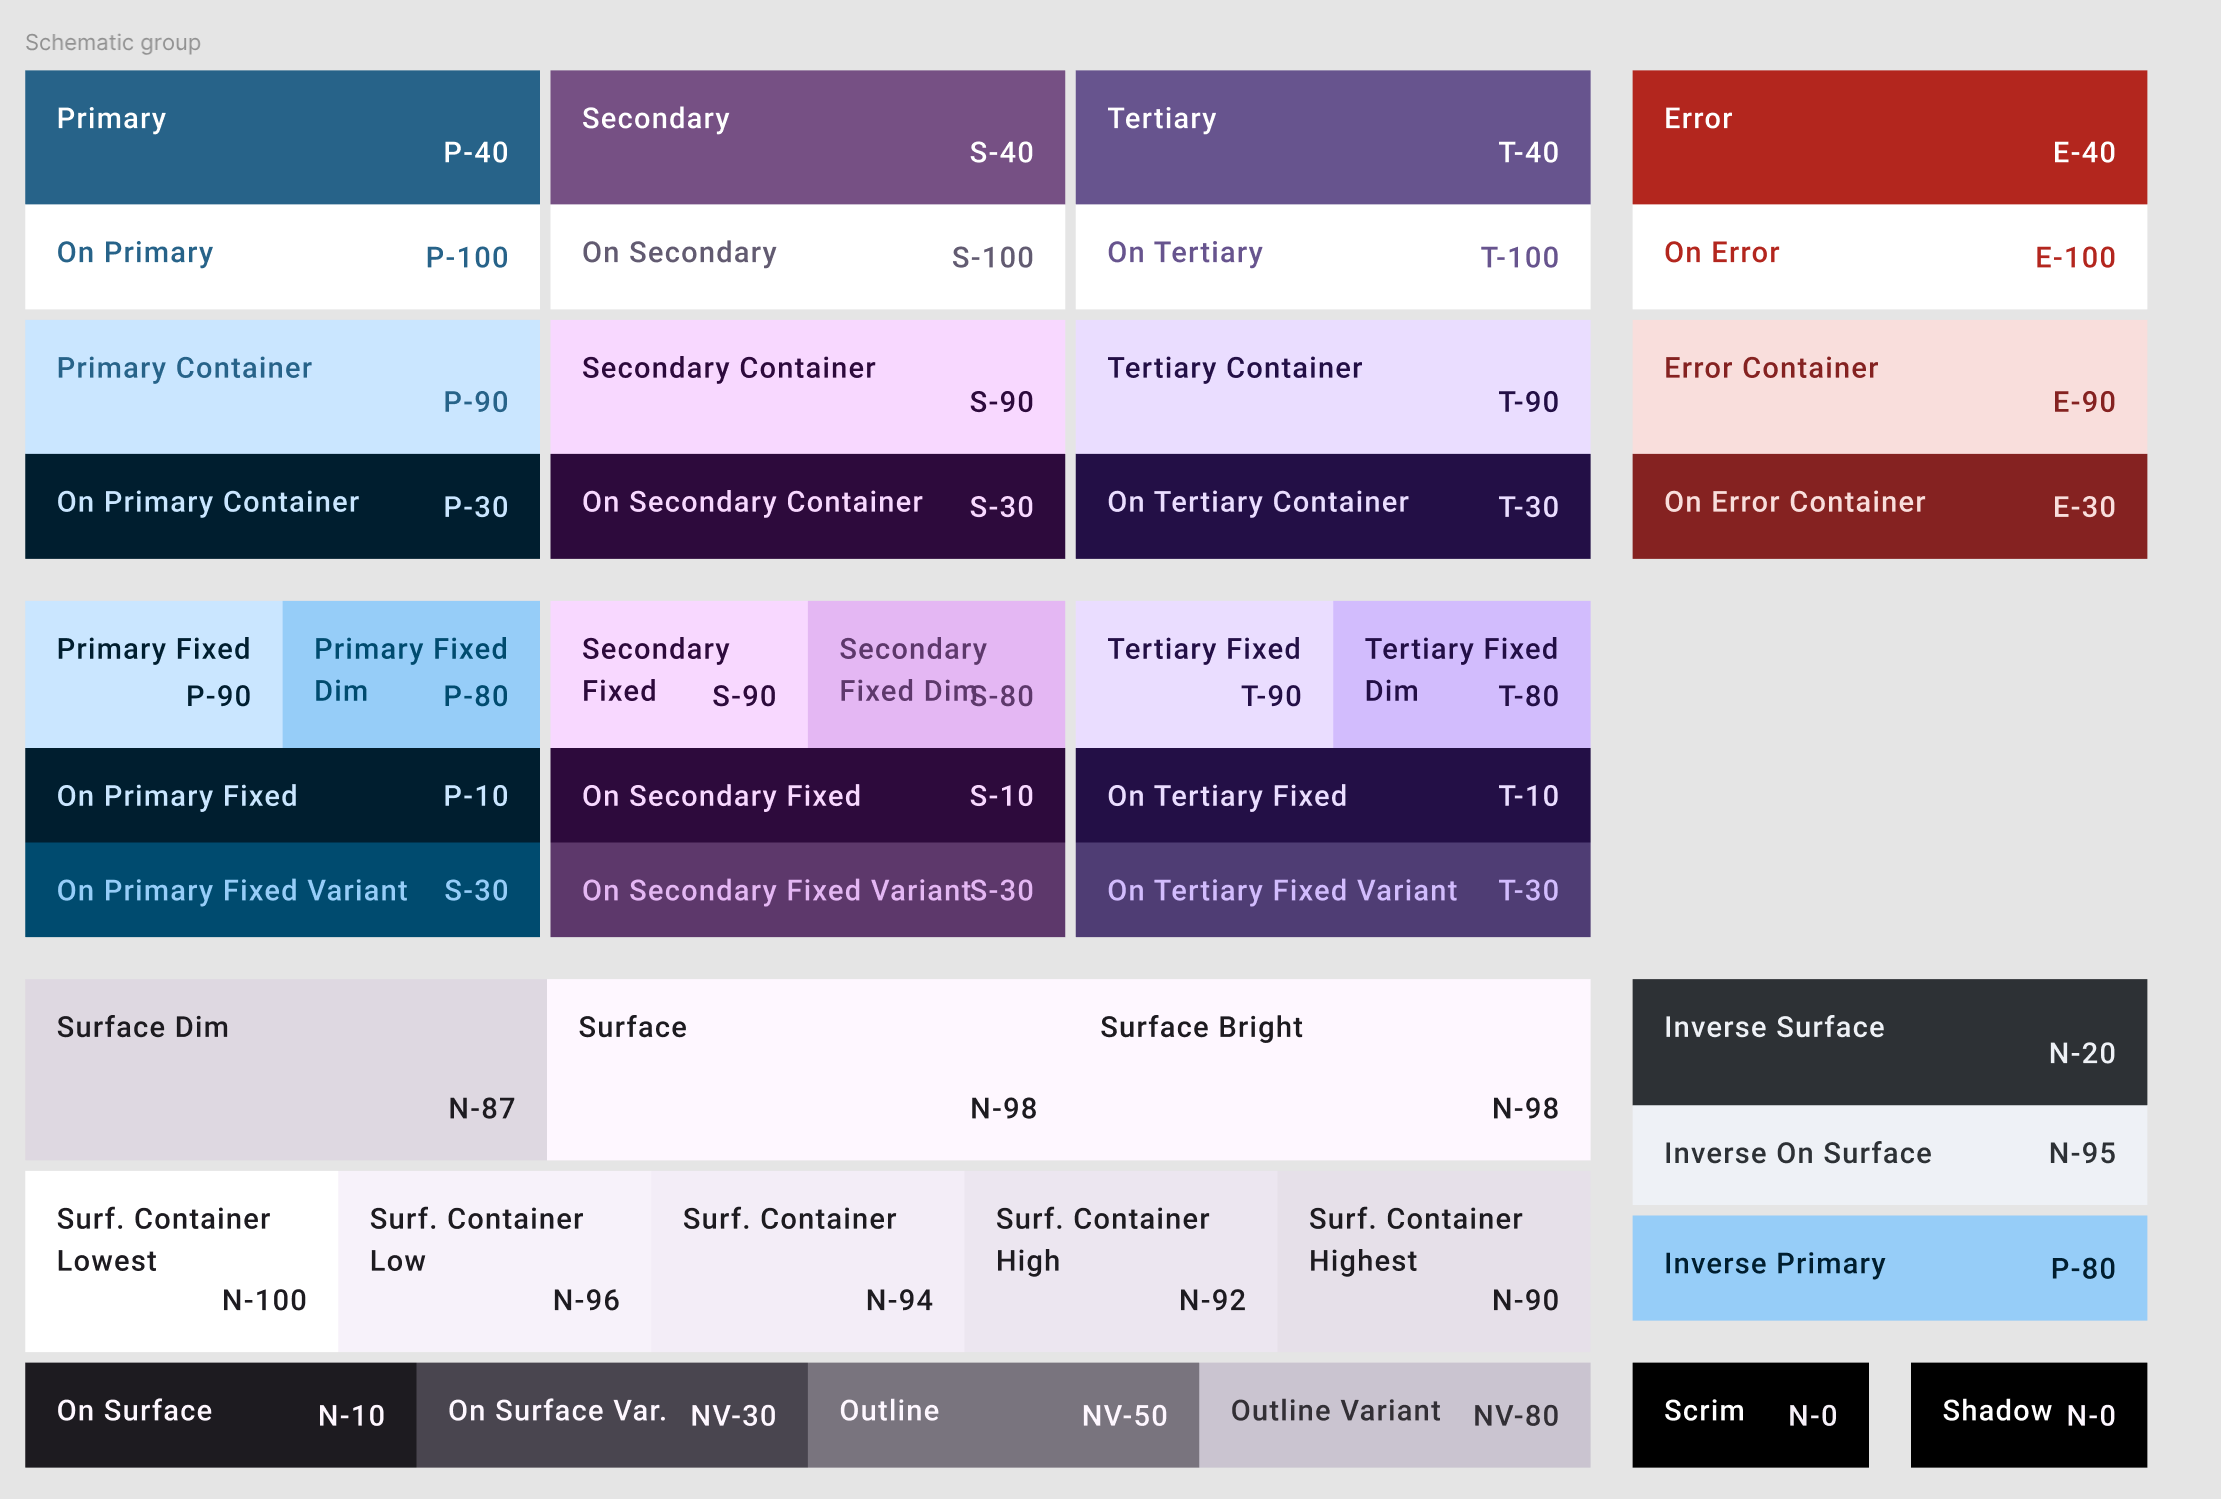 Schematic group
Primary
P-40
On Primary
P-100
Primary Container
P-90
On Primary Container
P-30
Secondary
S-40
On Secondary
S-100
Secondary Container
S-90
On Secondary Container
S-30
Tertiary
T-40
On Tertiary
T-100
Tertiary Container
T-90
On Tertiary Container
T-30
Error
E-40
On Error
E-100
Error Container
E-90
On Error Container
E-30
Primary Fixed
P-90
Primary Fixed
Dim
P-80
On Primary Fixed
P-10
On Primary Fixed Variant
S-30
Secondary
Fixed
S-90
Secondary
Fixed Dim
S-80
On Secondary Fixed
S-10
On Secondary Fixed Variant
S-30
Tertiary Fixed
T-90
Tertiary Fixed
Dim
T-80
On Tertiary Fixed
T-10
On Tertiary Fixed Variant
T-30
Surface Dim
N-87
Surface
N-98
Surface Bright
N-98
Surf. Container
Lowest
N-100
Surf. Container
Low
N-96
Surf. Container
N-94
Surf. Container
High
N-92
Surf. Container
Highest
N-90
On Surface
N-10
On Surface Var.
NV-30
Outline
NV-50
Outline Variant
NV-80
Inverse Surface
N-20
Inverse On Surface
N-95
Inverse Primary
P-80
Scrim
N-0
Shadow
N-0